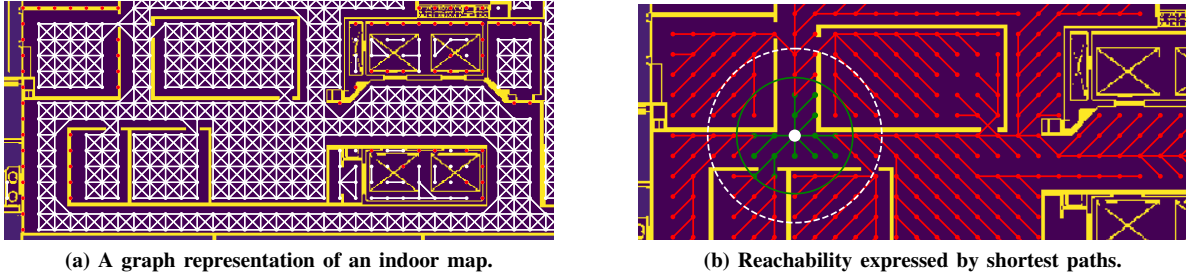 (a) A graph representation of an indoor map.
(b) Reachability expressed by shortest paths.